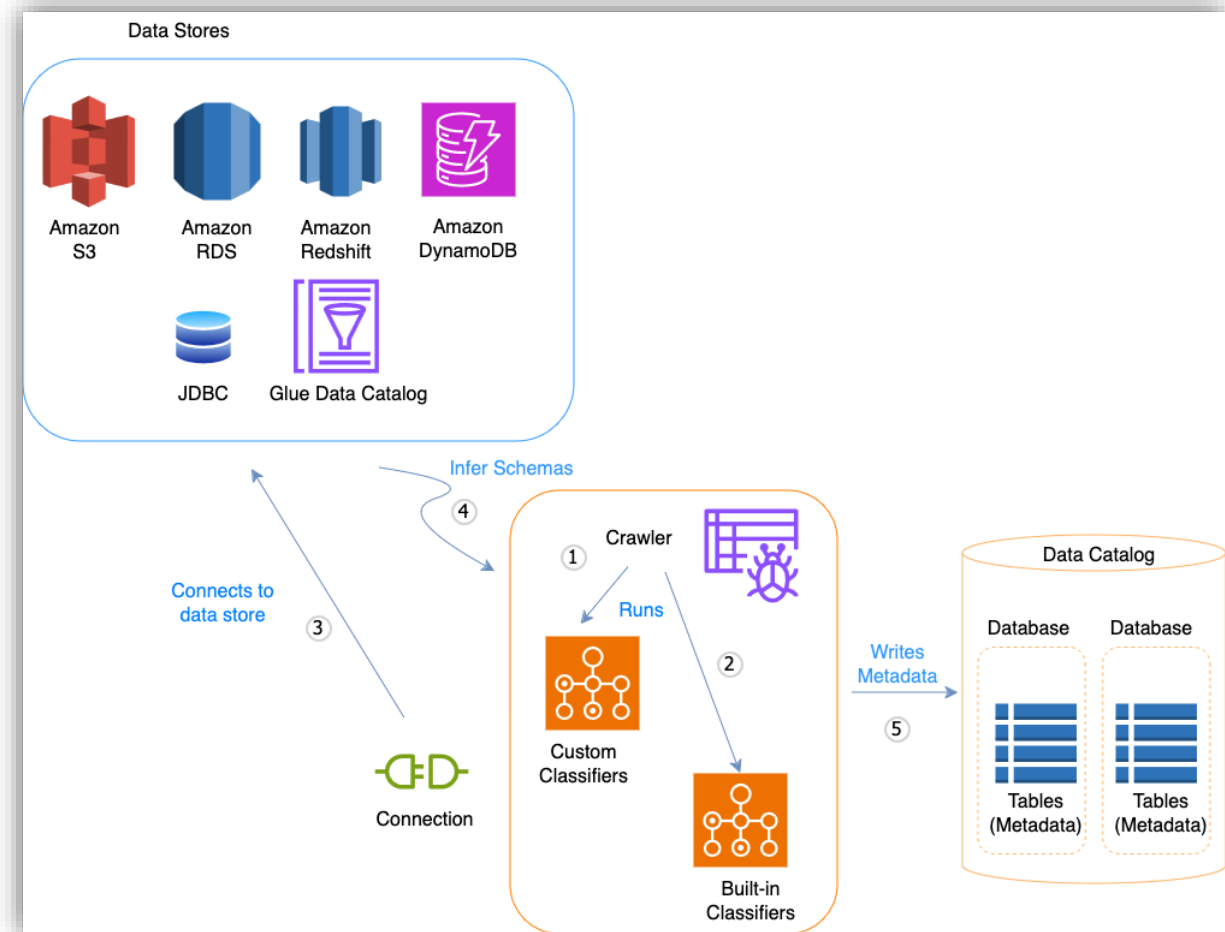 Data Stores
Amazon
S3
Amazon
RDS
Amazon
Redshift
Amazon
DynamoDB
JDBC
Glue Data Catalog
Infer Schemas
4
Connects to
data store
3
Connection
1
Crawler
Runs
2
Custom
Classifiers
Built-in
Classifiers
Writes
Metadata
5
Data Catalog
Database
Database
Tables
(Metadata)
Tables
(Metadata)